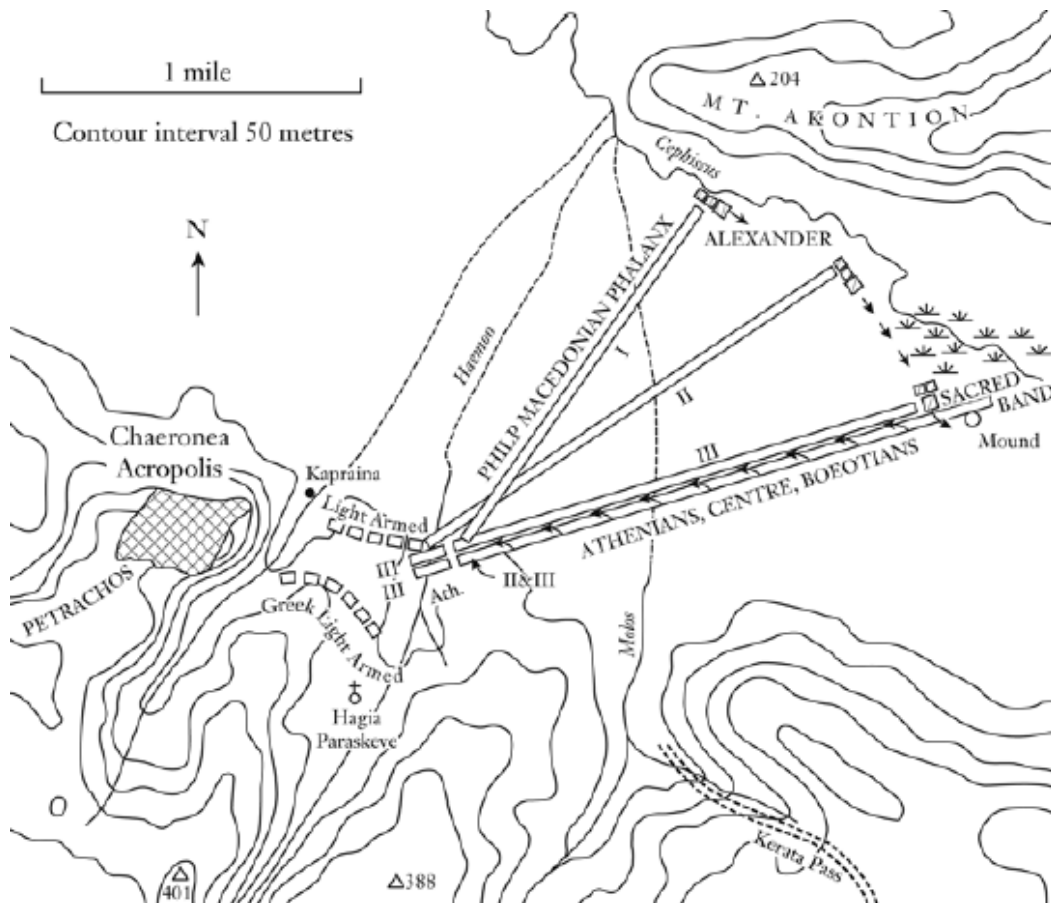 1 mile
Contour interval 50 metres
N
204
MT. AKONTION
Cephissus
ALEXANDER
PHILP MACEDONIAN PHALANX
I
II
Haemon
SACRED
BAND
Mound
III
ATHENIANS, CENTRE, BOEOTIANS
Chaeronea
Acropolis
Kapraina
Light Armed
III
III
II&III
Ach.
PETRACHOS
Greek Light Armed
Molos
Hagia
Paraskeve
Kerata Pass
401
388